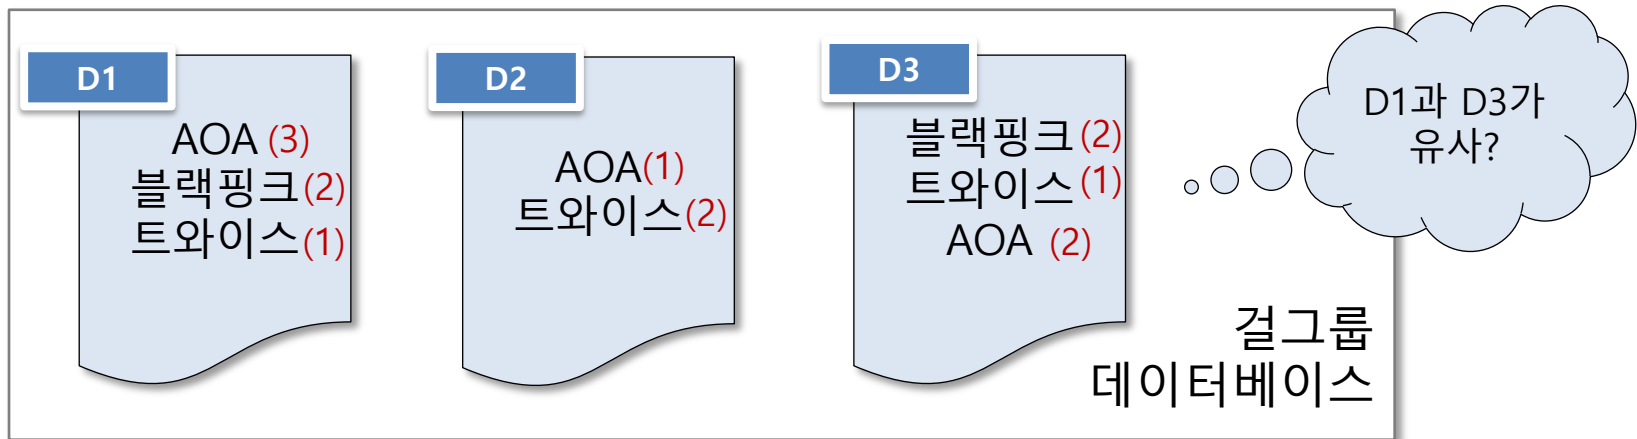 D1
AOA (3)
블랙핑크(2)
트와이스(1)
D2
AOA(1)
트와이스(2)
D3
블랙핑크(2)
트와이스(1)
AOA (2)
D1과 D3가
유사?
걸그룹
데이터베이스